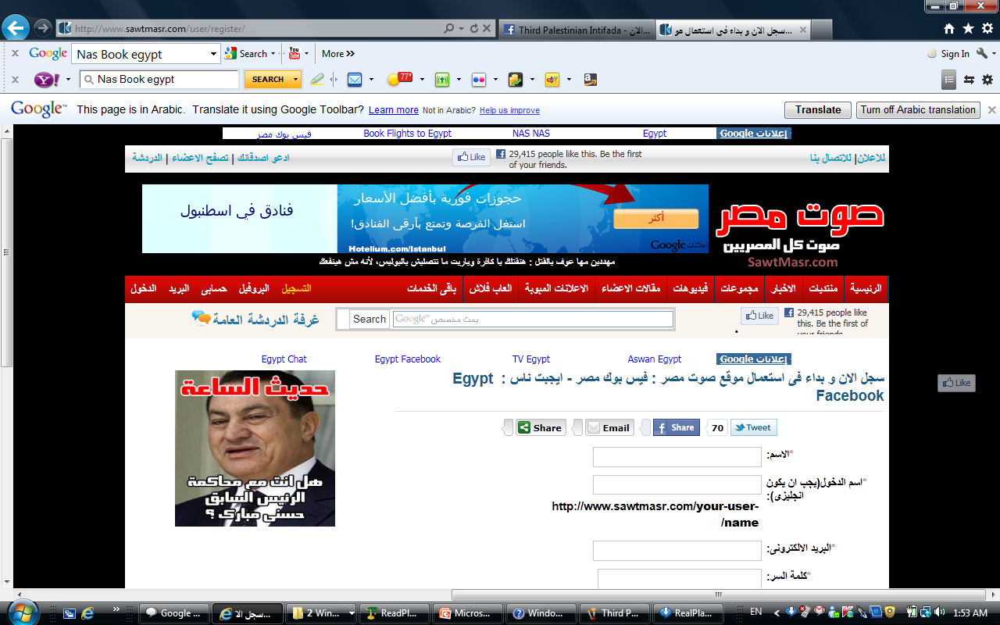 http://www.sawtmasr.com/user/register/
Third Palestinian Intifada - الان...
سجل الان و بداء فى استعمال مو...
Google
Nas Book egypt
Search
You Tube
More
Sign In
Y!
Nas Book egypt
SEARCH
77°
ebY
Google™ This page is in Arabic. Translate it using Google Toolbar? Learn more Not in Arabic? Help us improve
Translate
Turn off Arabic translation
إعلانات Google
Egypt
NAS NAS
Book Flights to Egypt
فيس بوك مصر
للاعلان| للاتصال بنا
Like
29,415 people like this. Be the first
of your friends.
ادعو اصدقائك | تصفح الاعضاء | الدردشة
صوت مصر
صوت كل المصريين
SawtMasr.com
حجوزات فورية بأفضل الأسعار
استغل الفرصة وتمتع بأرقى الفنادق!
Hotelium.com/Istanbul
أكثر
إعلانات Google
فنادق في اسطنبول
مهددين مها عوف بالقتل : هنقتلك يا كافرة وياريت ما تتصليش بالبوليس، لأنه مش هينفعك
الرئيسية
منتديات
الاخبار
مجموعات
فيديوهات
مقالات الاعضاء
الاعلانات المبوبة
العاب فلاش
باقى الخدمات
التسجيل
البروفيل
حسابى
البريد
الدخول
Like
29,415 people like
this. Be the first of
your friends.
Search
Google™ بحث مخصص
غرفة الدردشة العامة
إعلانات Google
Aswan Egypt
TV Egypt
Egypt Facebook
Egypt Chat
سجل الان و بداء فى استعمال موقع صوت مصر : فيس بوك مصر - ايجبت ناس : Egypt
Facebook
Like
Share
Email
Share
70
Tweet
*الاسم:
*اسم الدخول(يجب ان يكون
انجليزى):
http://www.sawtmasr.com/your-user-
/name
*البريد الالكترونى:
*كلمة السر:
حديث الساعة
هل انت مع محاكمة
الرئيس السابق
حسنى مبارك ؟
Google ...
سجل الا...
2 Win...
ReadPl...
Micros...
Windo...
Third P...
RealPla...
EN
1:53 AM